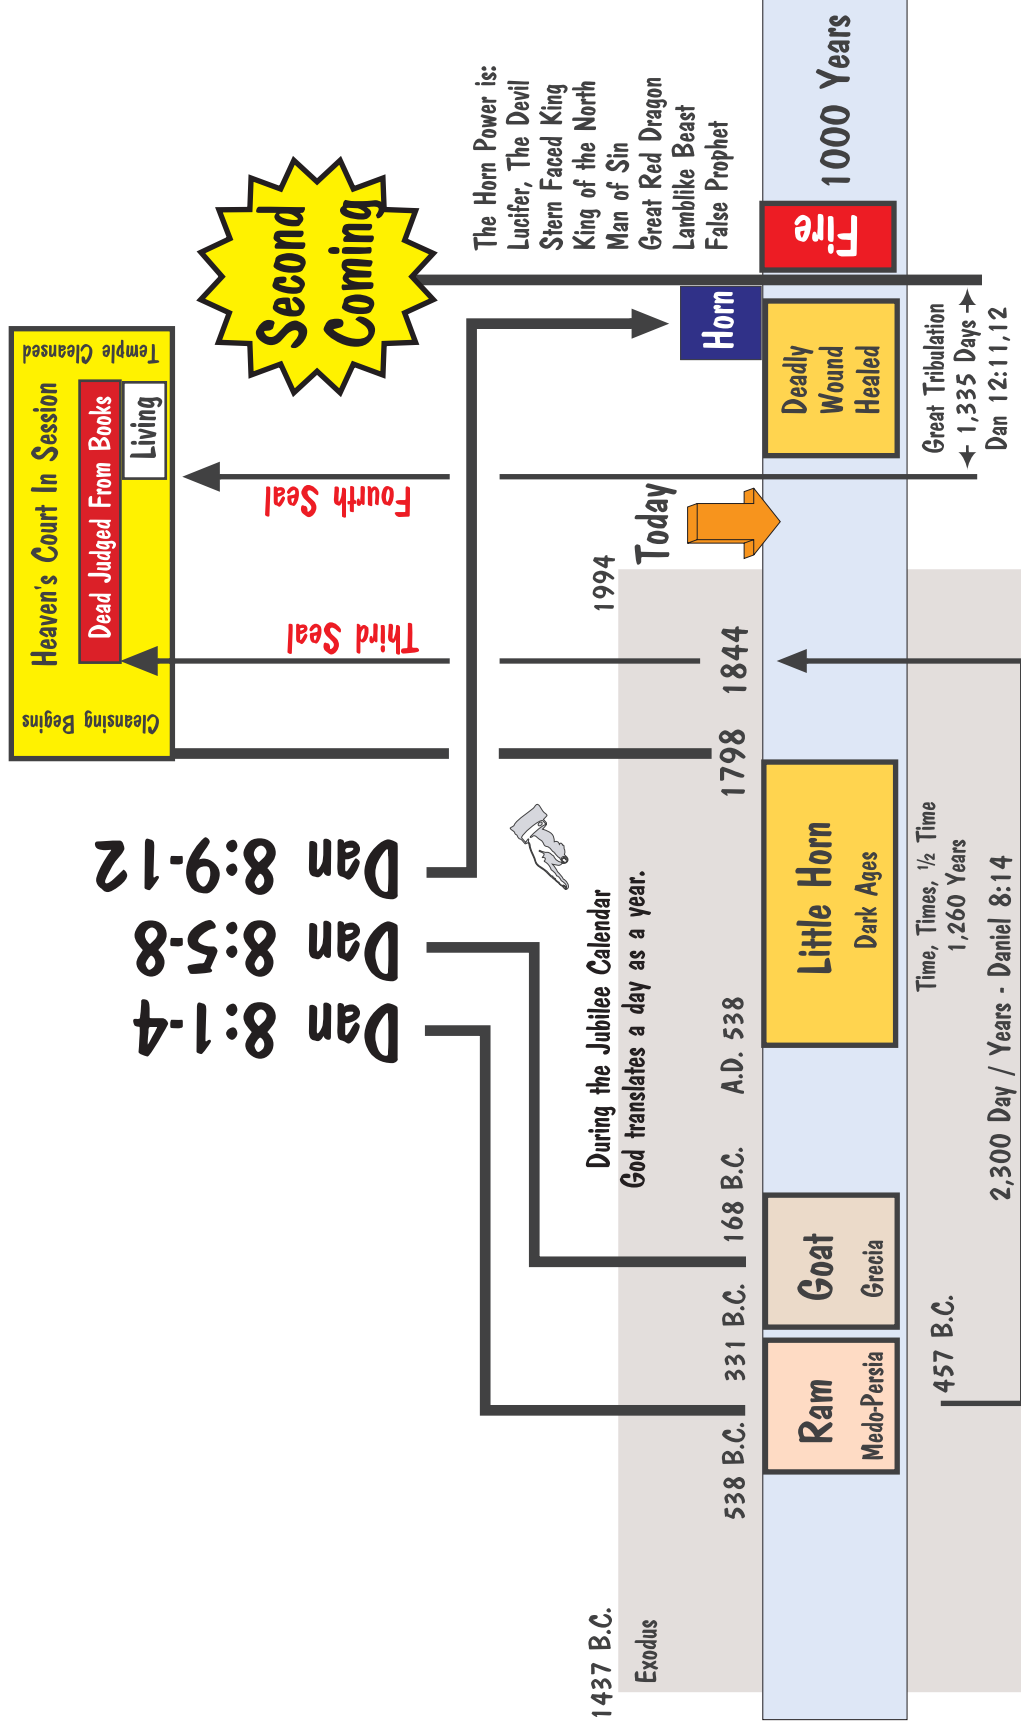 Cleansing Begins
Heaven's Court In Session
Temple Cleansed
Dead Judged From Books
Living
Dan 8:1-4
Dan 8:5-8
Dan 8:9-12
Third Seal
Fourth Seal
Second
Coming
The Horn Power is:
Lucifer, The Devil
Stern Faced King
King of the North
Man of Sin
Great Red Dragon
Lamblike Beast
False Prophet
During the Jubilee Calendar
God translates a day as a year.
1437 B.C.
Exodus
1994
Today
538 B.C.
331 B.C.
168 B.C.
A.D. 538
1798
1844
Horn
Ram
Medo-Persia
Goat
Grecia
Little Horn
Dark Ages
Deadly
Wound
Healed
Fire
1000 Years
457 B.C.
Time, Times, ½ Time
1,260 Years
2,300 Day / Years - Daniel 8:14
Great Tribulation
1,335 Days
Dan 12:11,12